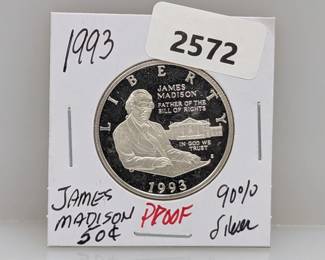 1993
2572
LIBERTY
JAMES
MADISON
FATHER OF THE
BILL OF RIGHTS
IN GOD WE
TRUST
S
1993
JAMES
MADISON
50¢
PROOF
90%
Silver